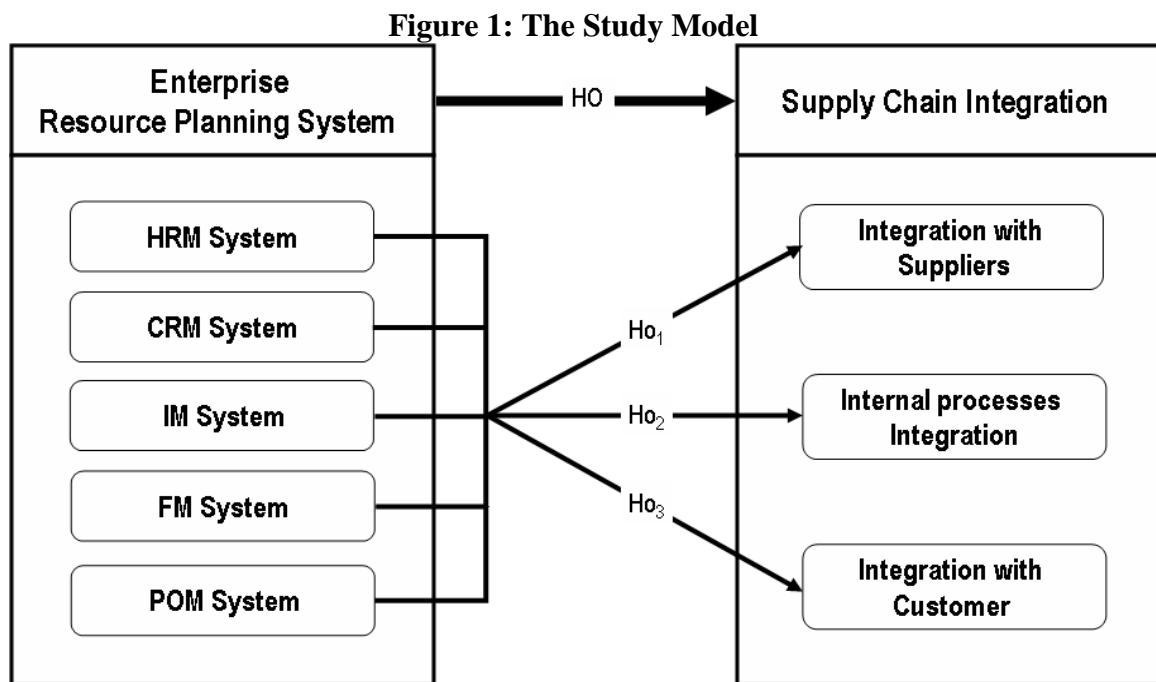 Figure 1: The Study Model
Enterprise
Resource Planning System
HO
Supply Chain Integration
HRM System
CRM System
IM System
FM System
POM System
Ho₁
Ho₂
Ho₃
Integration with
Suppliers
Internal processes
Integration
Integration with
Customer